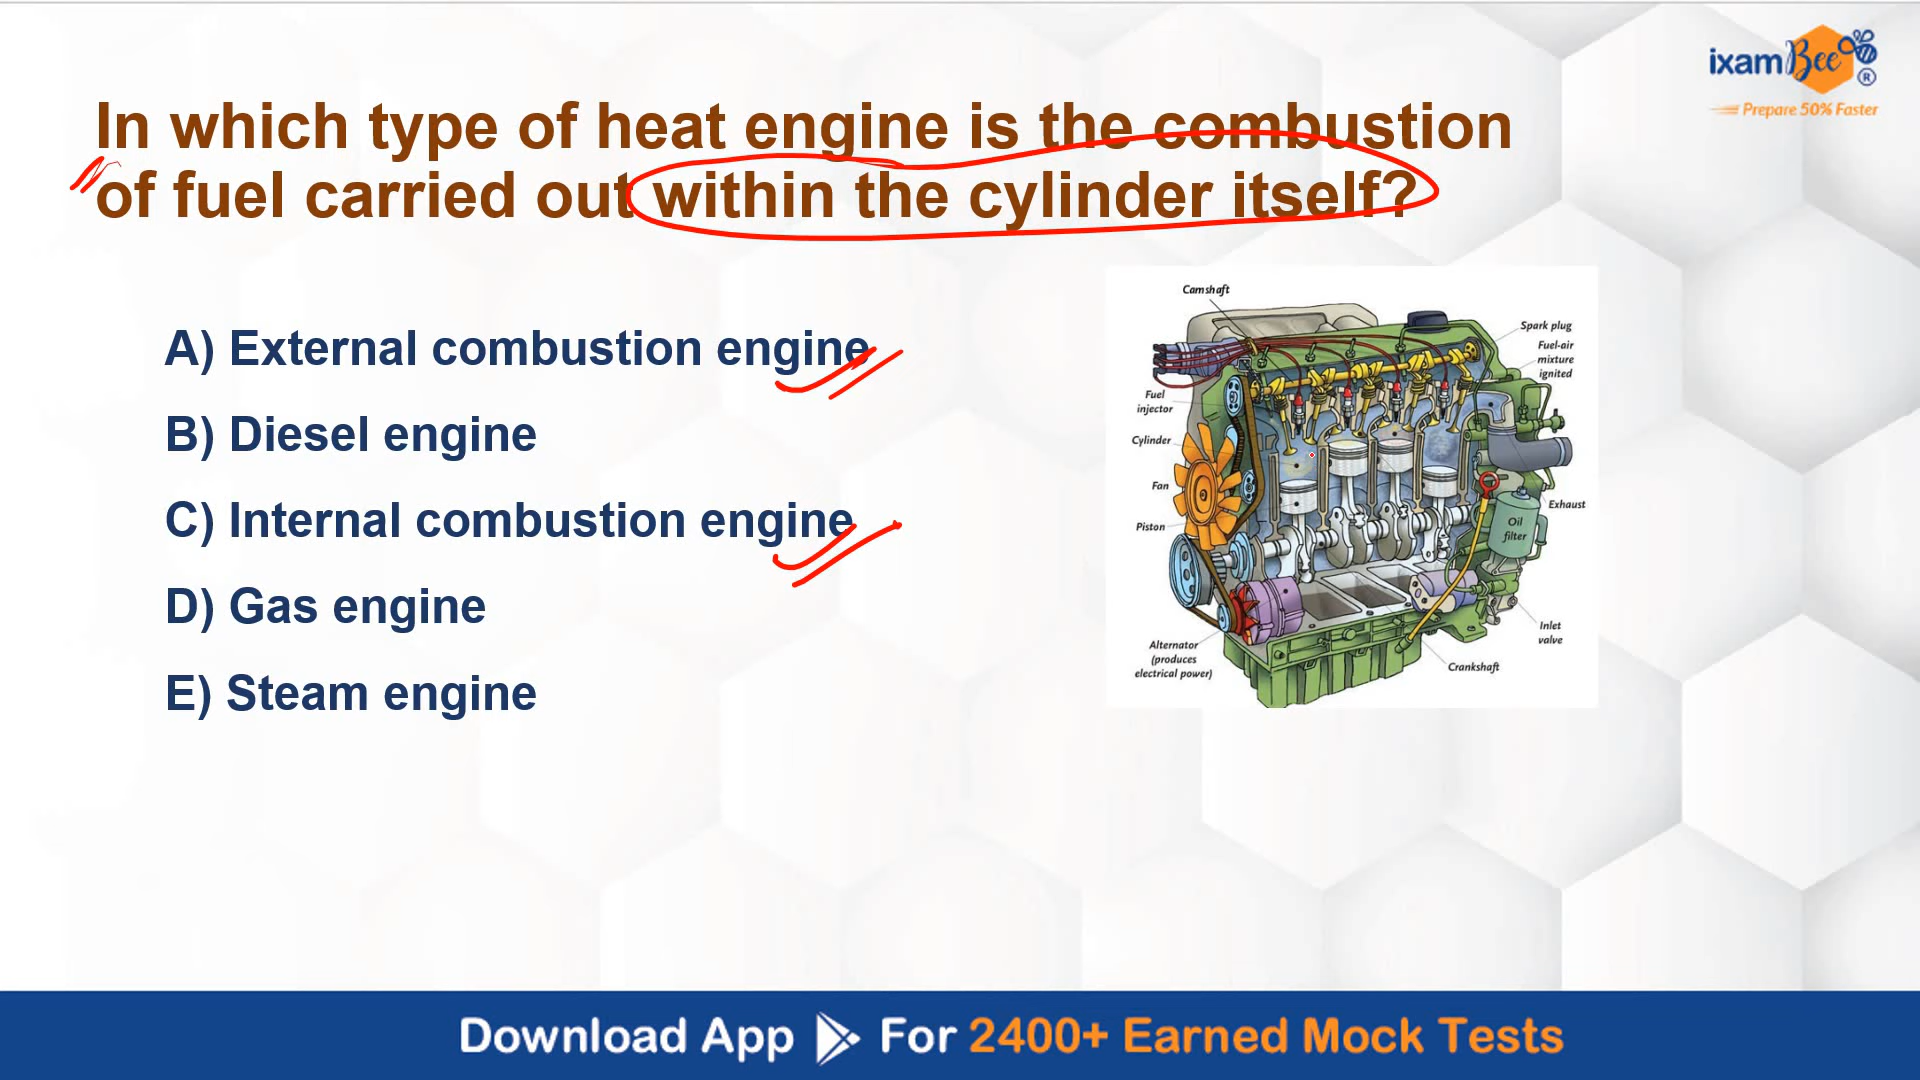 ixamBee®
Prepare 50% Faster
In which type of heat engine is the combustion
of fuel carried out within the cylinder itself?
A) External combustion engine
B) Diesel engine
C) Internal combustion engine
D) Gas engine
E) Steam engine
Camshaft
Spark plug
Fuel-air
mixture
ignited
Fuel
injector
Cylinder
Fan
Piston
Exhaust
Oil
filter
Inlet
valve
Alternator
(produces
electrical power)
Crankshaft
Download App For 2400+ Earned Mock Tests